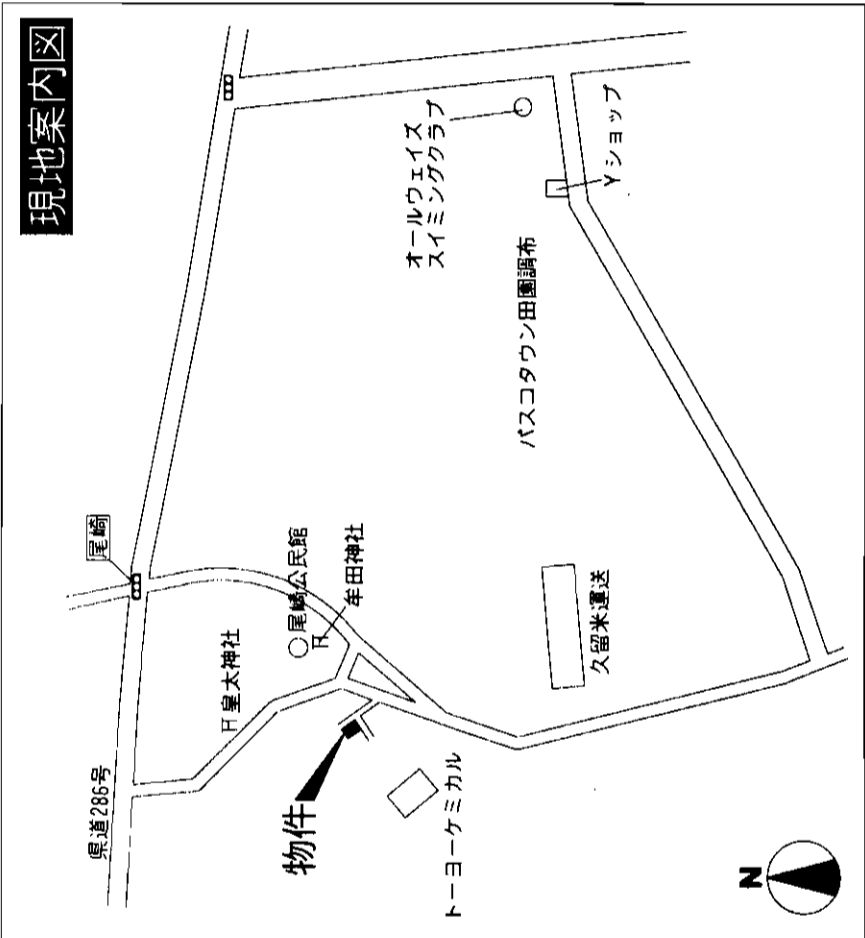 現地案内図
オールウェイズ
スイミングクラブ
Yショップ
パスコタウン田園調布
尾崎
尾崎公民館
牟田神社
皇太神社
久留米運送
県道286号
物件
トーヨーケミカル
N